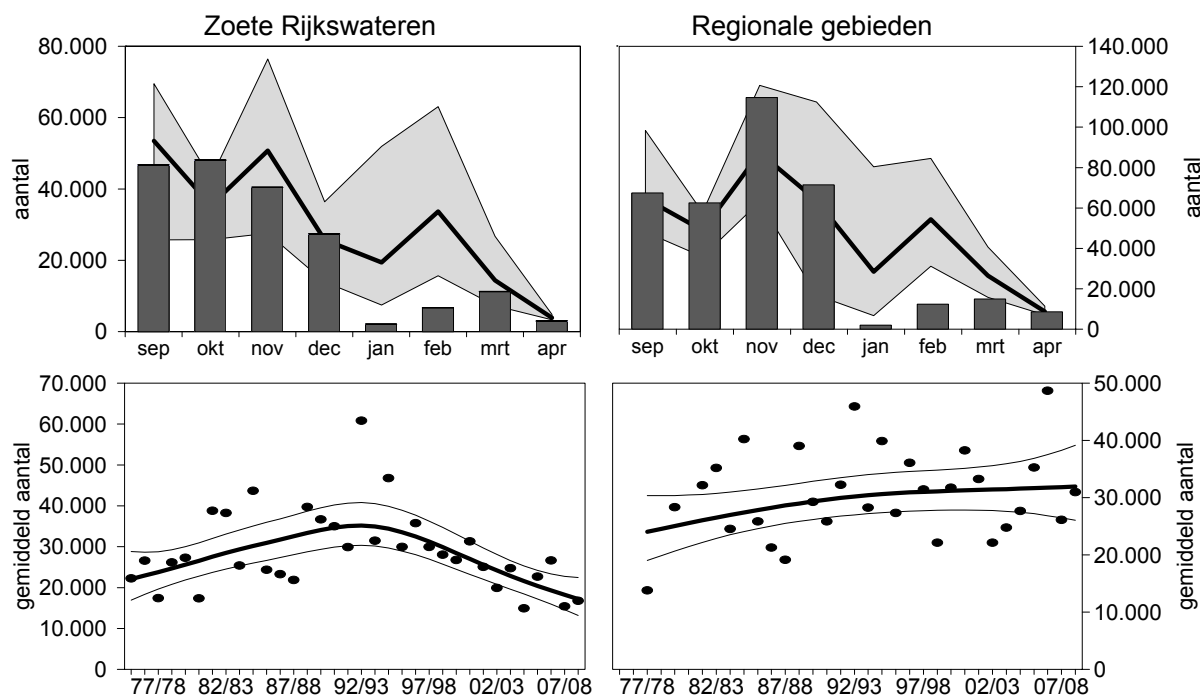 Zoete Rijkswateren
Regionale gebieden
80.000
60.000
40.000
20.000
0
aantal
sep okt nov dec jan feb mrt apr
140.000
120.000
100.000
80.000
60.000
40.000
20.000
0
aantal
sep okt nov dec jan feb mrt apr
70.000
60.000
50.000
40.000
30.000
20.000
10.000
0
gemiddeld aantal
77/78 82/83 87/88 92/93 97/98 02/03 07/08
50.000
40.000
30.000
20.000
10.000
0
gemiddeld aantal
77/78 82/83 87/88 92/93 97/98 02/03 07/08